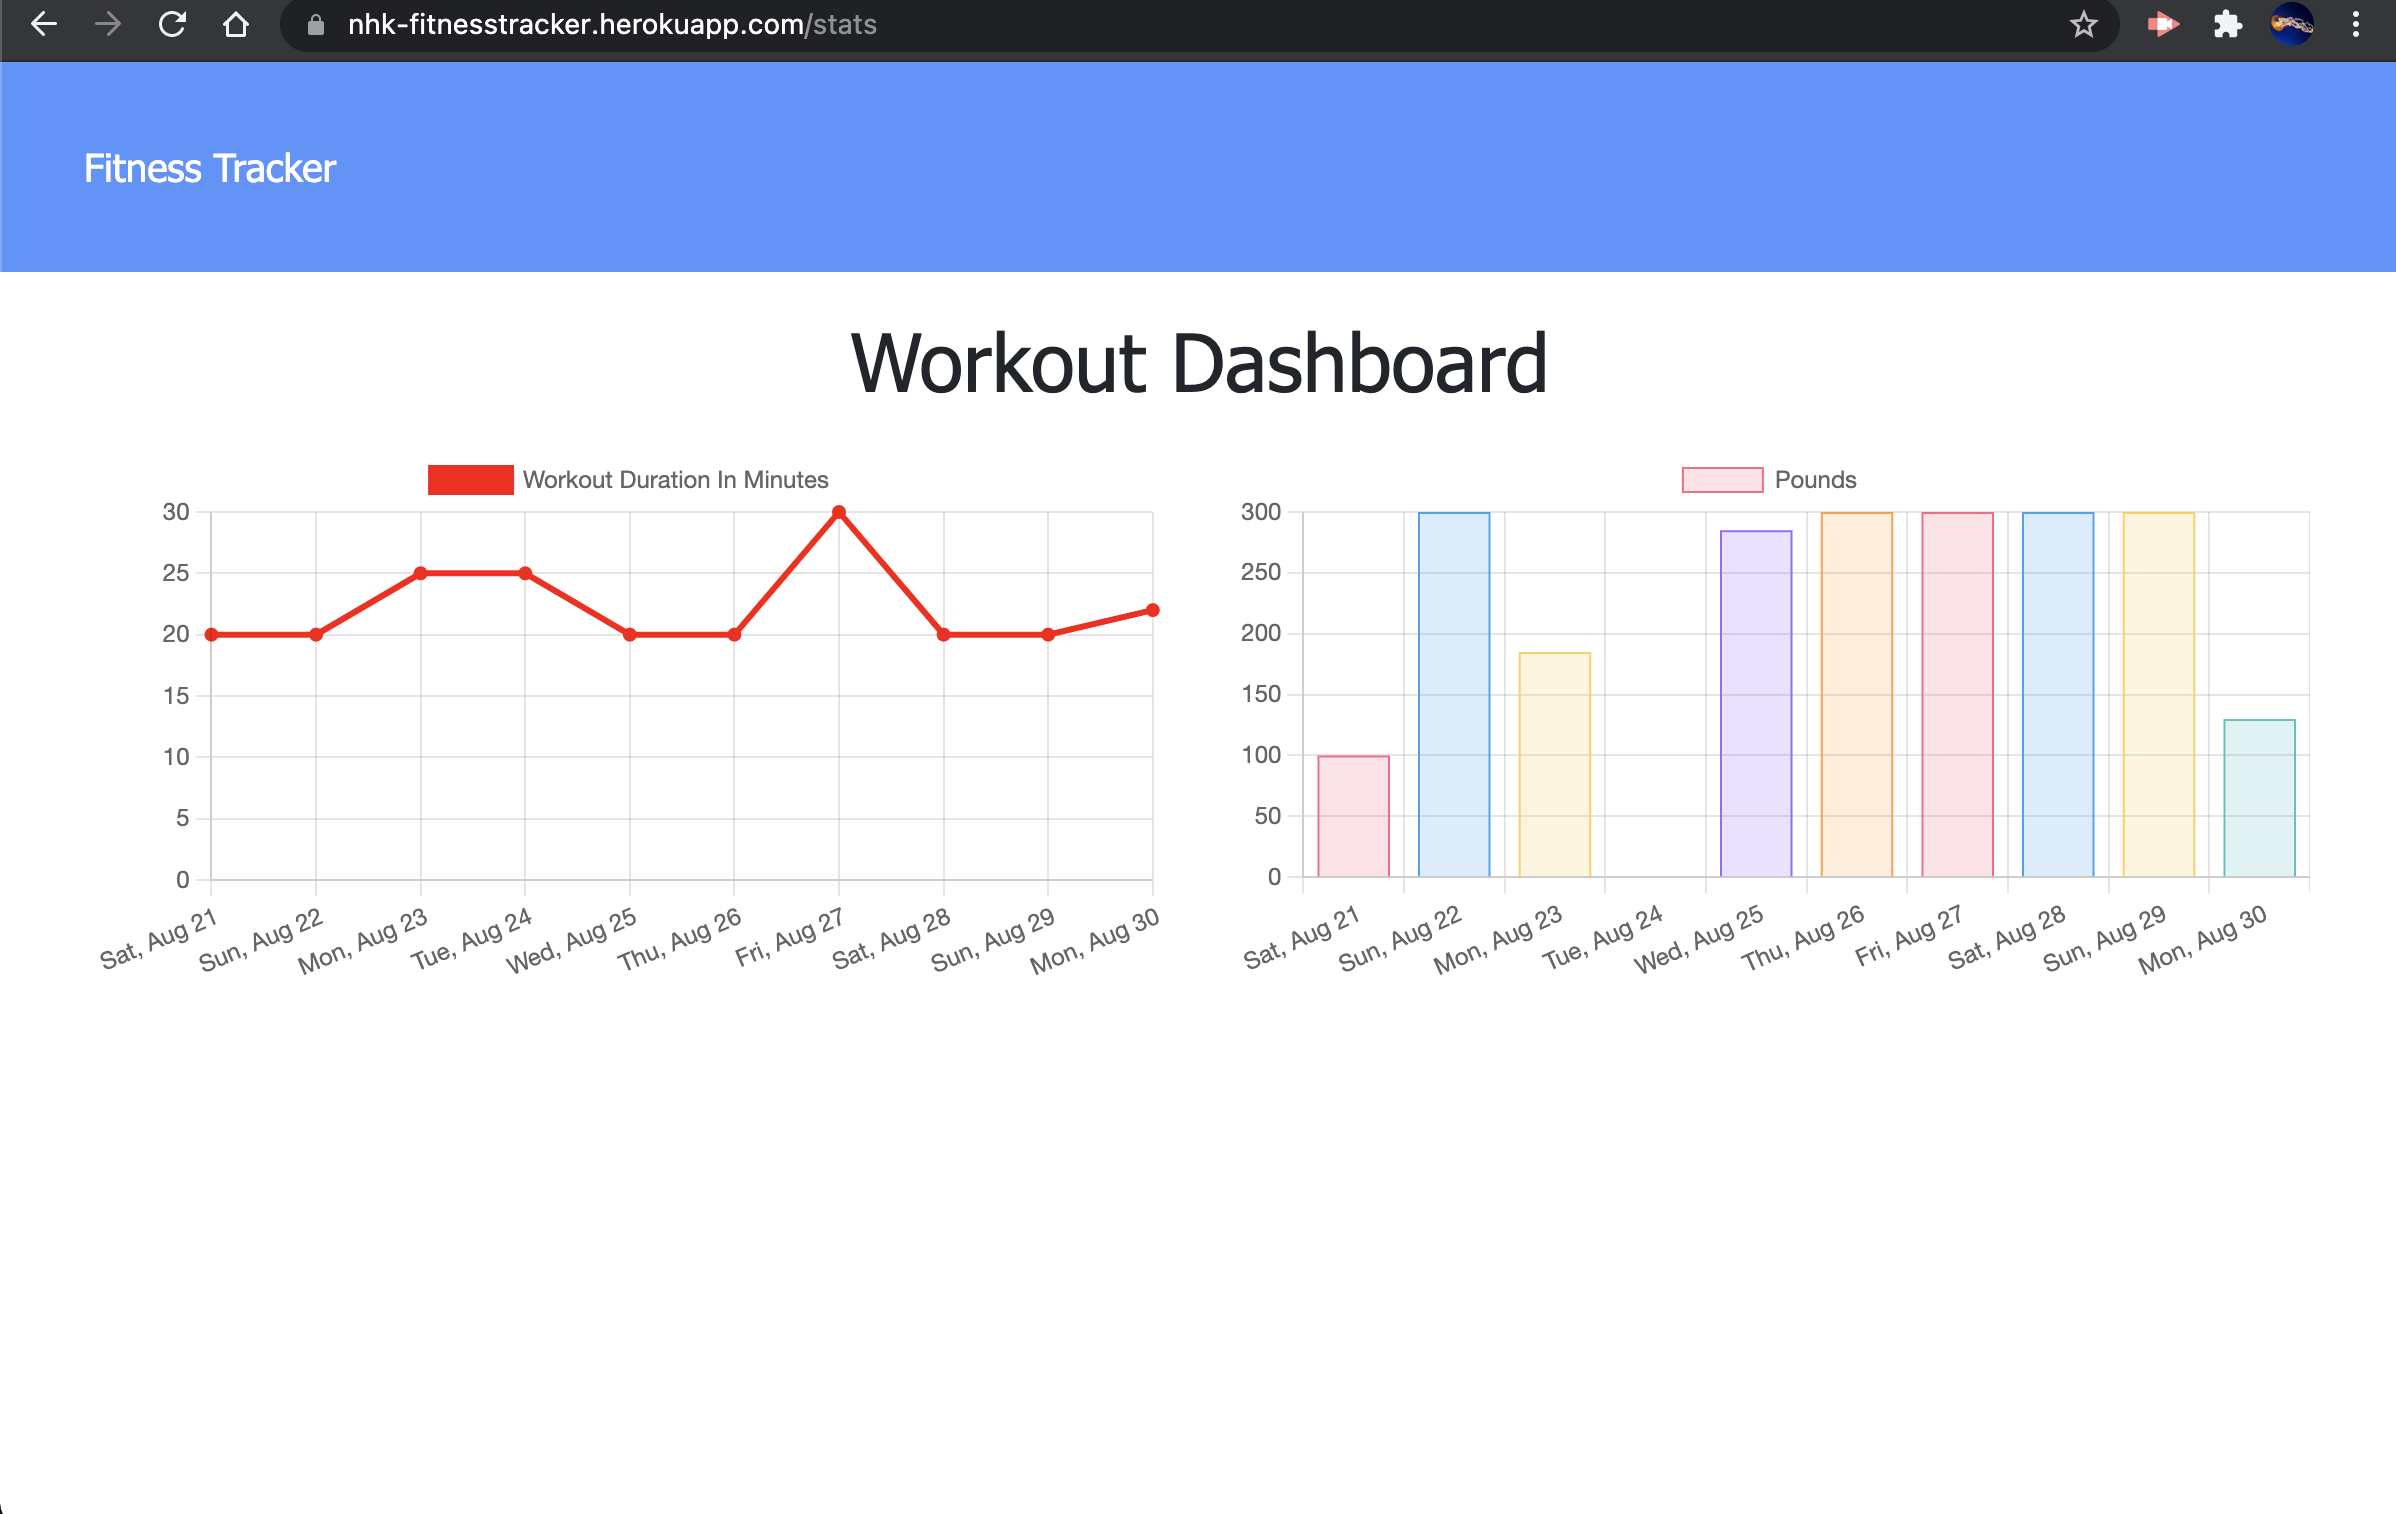 nhk-fitnesstracker.herokuapp.com/stats
Fitness Tracker
Workout Dashboard
Workout Duration In Minutes
30
25
20
15
10
5
0
Sat, Aug 21
Sun, Aug 22
Mon, Aug 23
Tue, Aug 24
Wed, Aug 25
Thu, Aug 26
Fri, Aug 27
Sat, Aug 28
Sun, Aug 29
Mon, Aug 30
Pounds
300
250
200
150
100
50
0
Sat, Aug 21
Sun, Aug 22
Mon, Aug 23
Tue, Aug 24
Wed, Aug 25
Thu, Aug 26
Fri, Aug 27
Sat, Aug 28
Sun, Aug 29
Mon, Aug 30